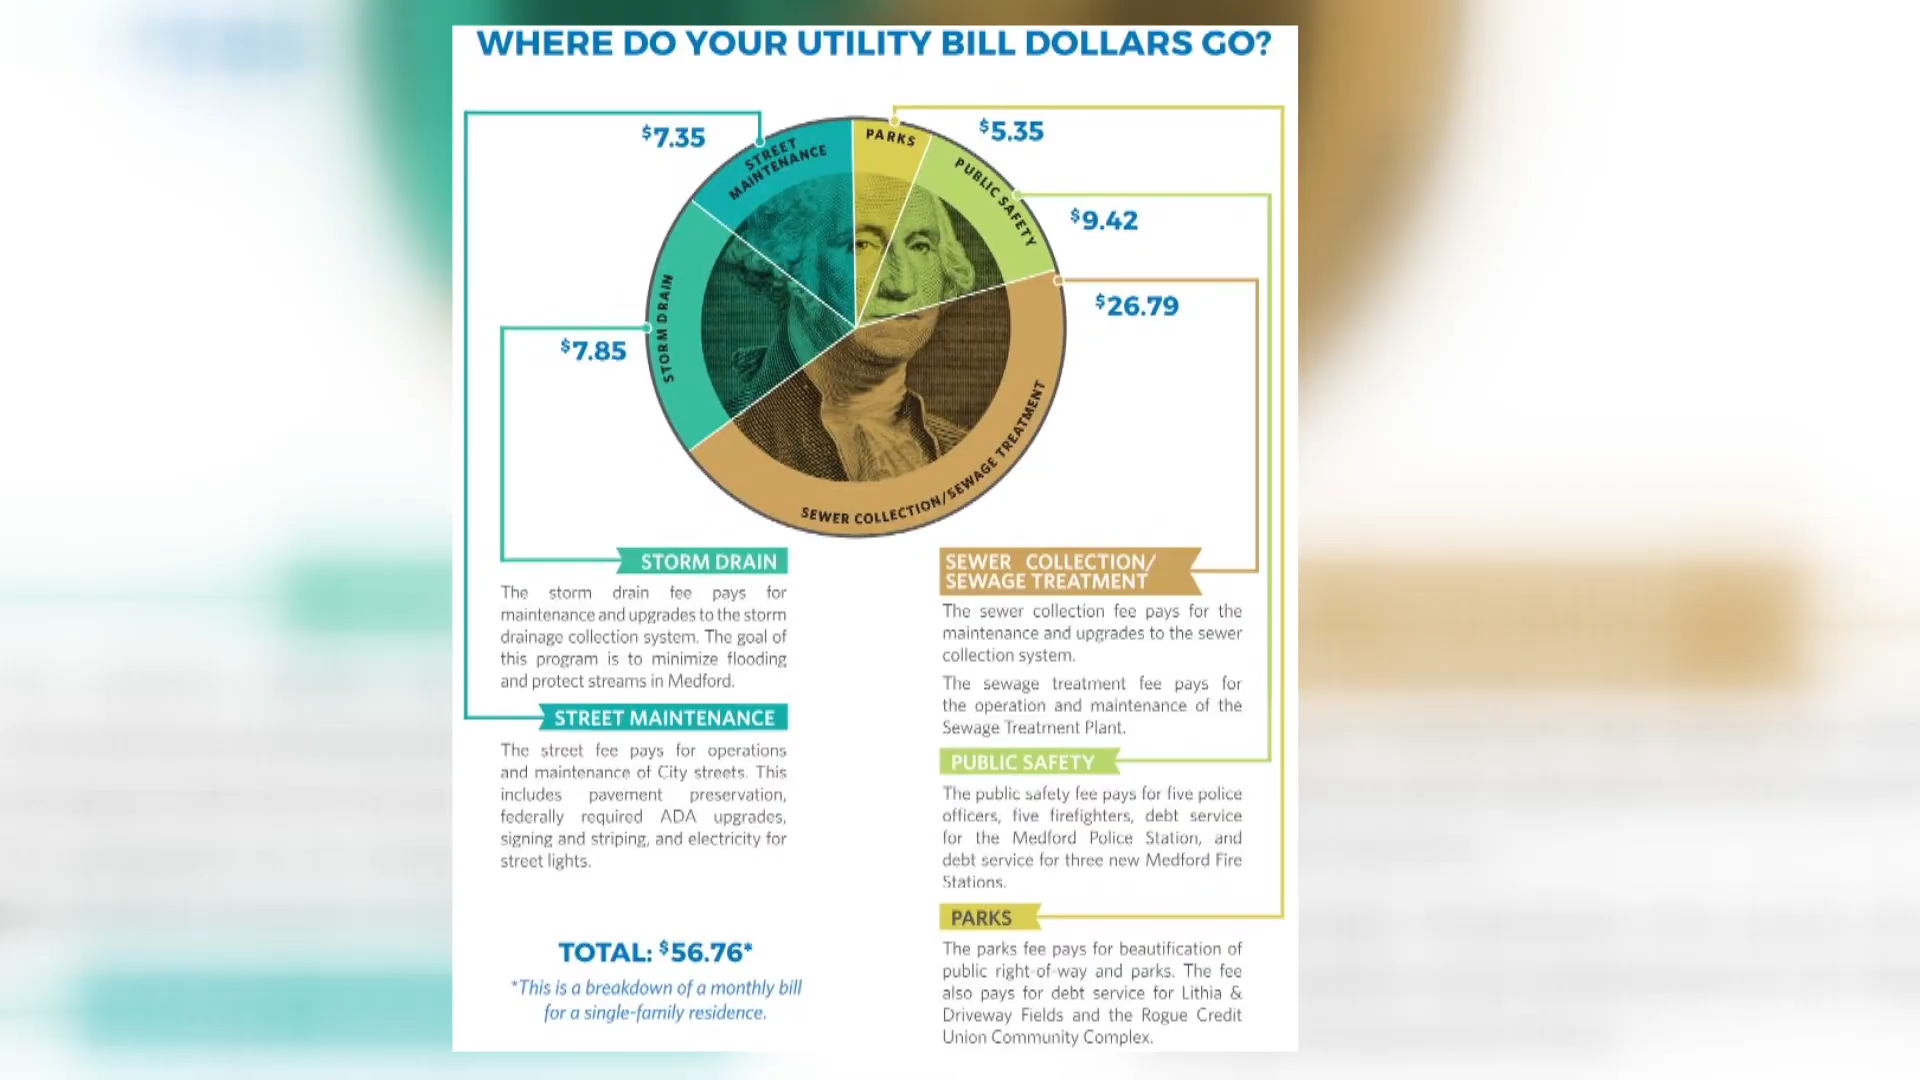 WHERE DO YOUR UTILITY BILL DOLLARS GO?
$7.35
STREET
MAINTENANCE
PARKS
$5.35
PUBLIC SAFETY
$9.42
$26.79
STORM DRAIN
$7.85
SEWER COLLECTION/SEWAGE TREATMENT
STORM DRAIN
The storm drain fee pays for
maintenance and upgrades to the storm
drainage collection system. The goal of
this program is to minimize flooding
and protect streams in Medford.
STREET MAINTENANCE
The street fee pays for operations
and maintenance of City streets. This
includes pavement preservation,
federally required ADA upgrades,
signing and striping, and electricity for
street lights.
TOTAL: $56.76*
*This is a breakdown of a monthly bill
for a single-family residence.
SEWER COLLECTION/
SEWAGE TREATMENT
The sewer collection fee pays for the
maintenance and upgrades to the sewer
collection system.
The sewage treatment fee pays for
the operation and maintenance of the
Sewage Treatment Plant.
PUBLIC SAFETY
The public safety fee pays for five police
officers, five firefighters, debt service
for the Medford Police Station, and
debt service for three new Medford Fire
Stations.
PARKS
The parks fee pays for beautification of
public right-of-way and parks. The fee
also pays for debt service for Lithia &
Driveway Fields and the Rogue Credit
Union Community Complex.